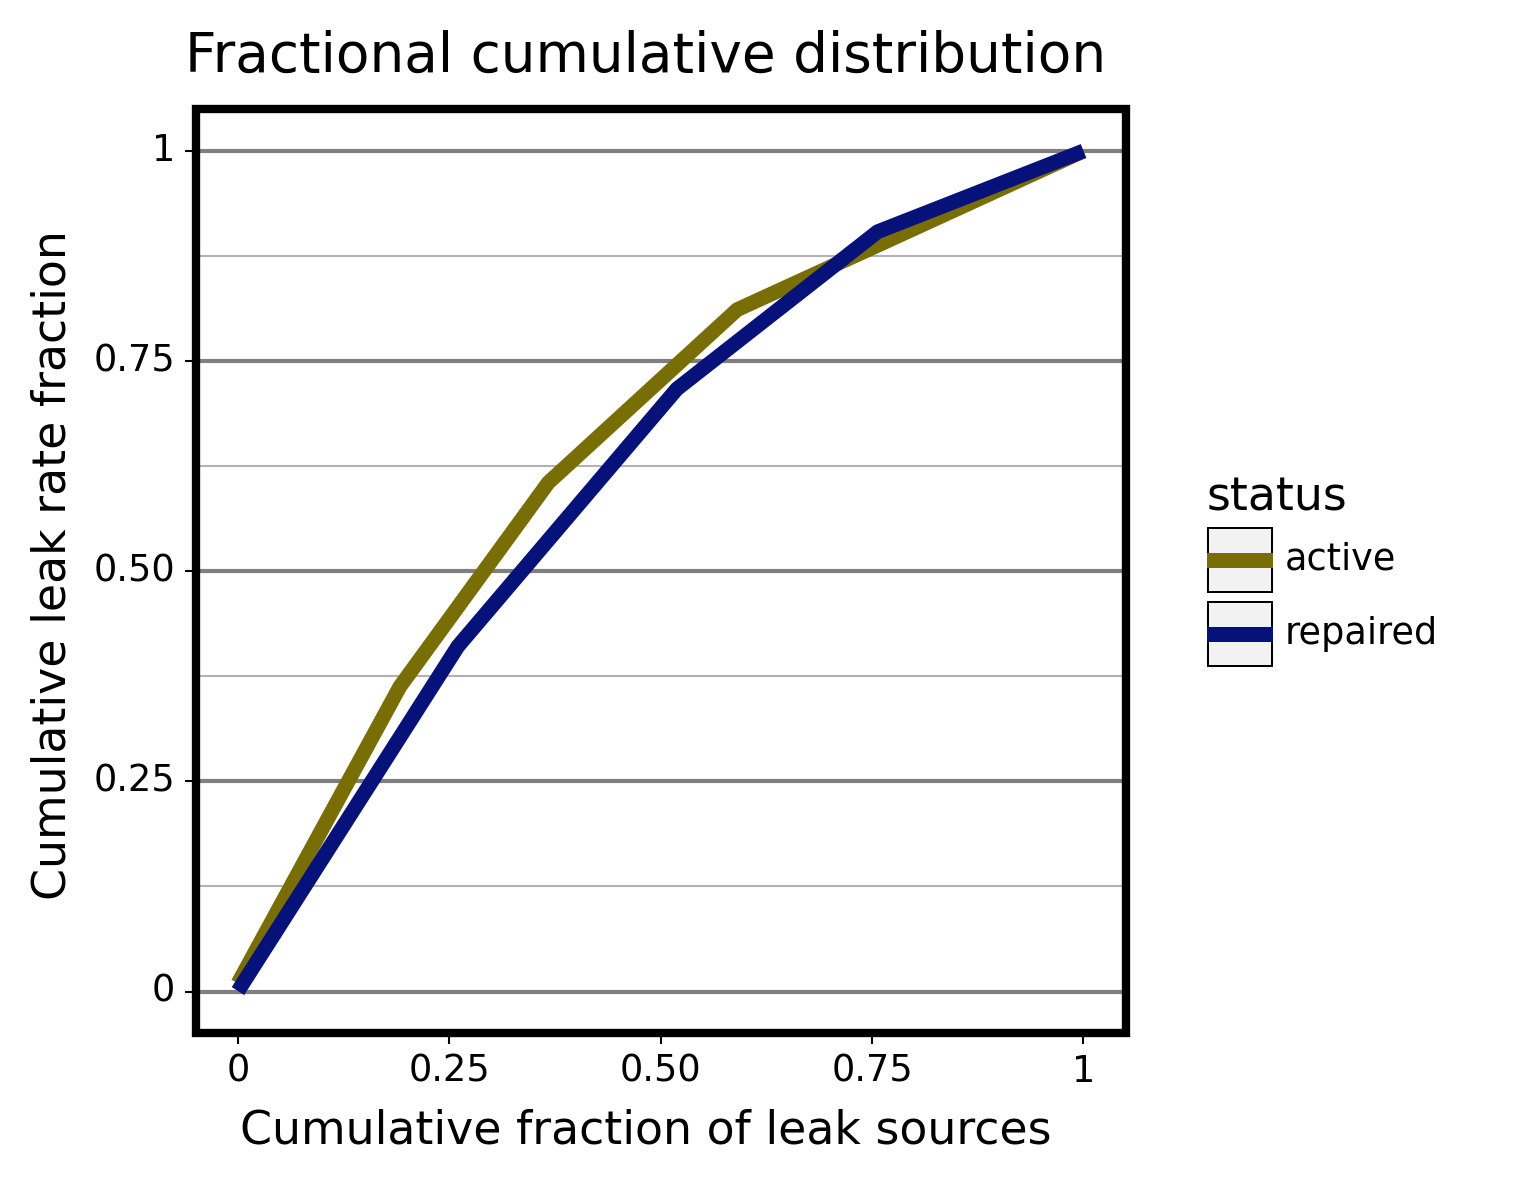 Fractional cumulative distribution
Cumulative leak rate fraction
1
0.75
0.50
0.25
0
0 0.25 0.50 0.75 1
Cumulative fraction of leak sources
status
active
repaired